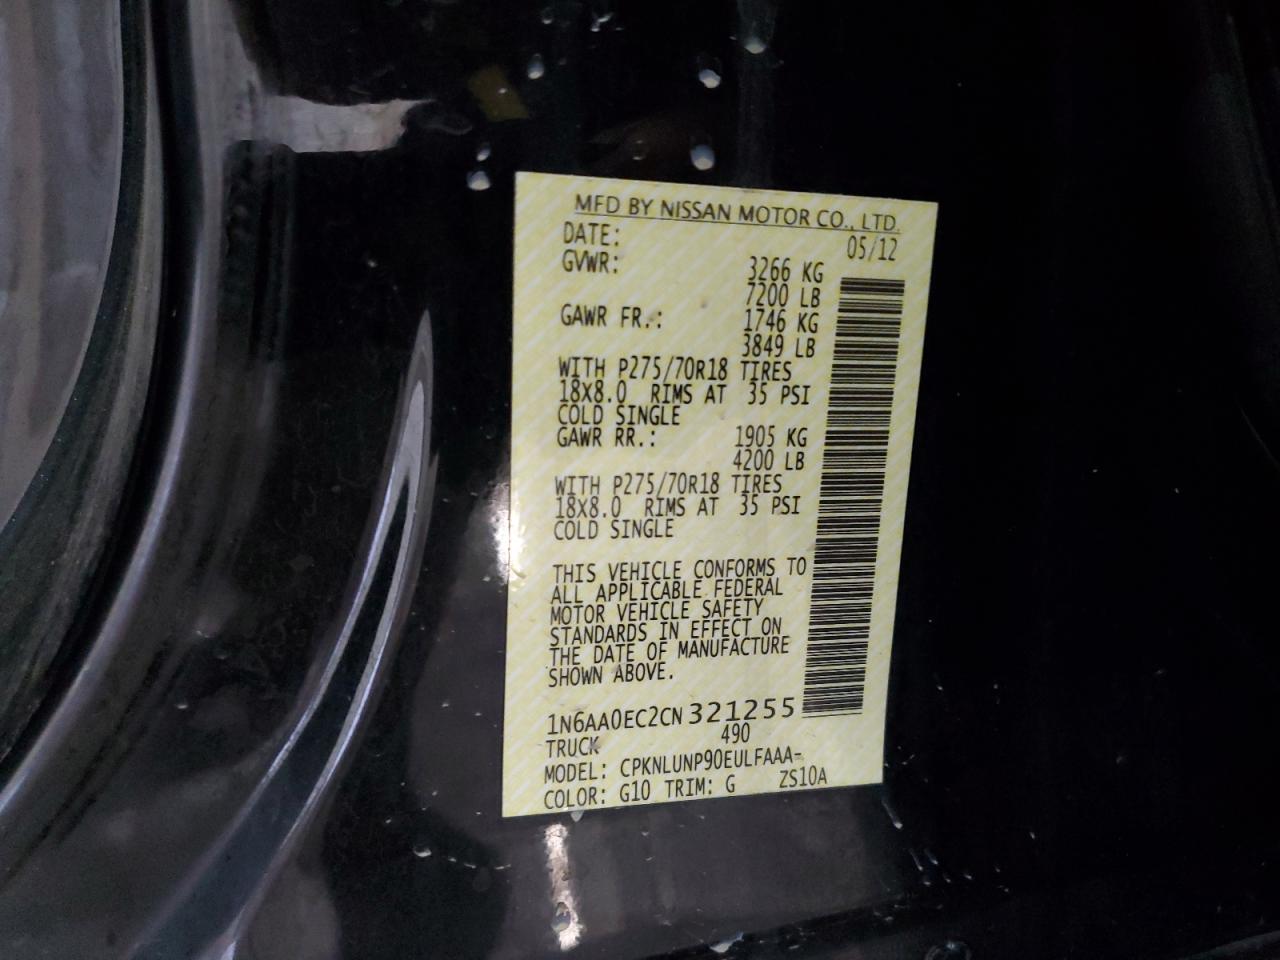 MFD BY NISSAN MOTOR CO., LTD.
DATE: 05/12
GVWR: 3266 KG
7200 LB
GAWR FR.: 1746 KG
3849 LB
WITH P275/70R18 TIRES
18X8.0 RIMS AT 35 PSI
COLD SINGLE
GAWR RR.: 1905 KG
4200 LB
WITH P275/70R18 TIRES
18X8.0 RIMS AT 35 PSI
COLD SINGLE
THIS VEHICLE CONFORMS TO
ALL APPLICABLE FEDERAL
MOTOR VEHICLE SAFETY
STANDARDS IN EFFECT ON
THE DATE OF MANUFACTURE
SHOWN ABOVE.
1N6AA0EC2CN321255
TRUCK 490
MODEL: CPKNLUNP90EULFAAA-
COLOR: G10 TRIM: G ZS10A